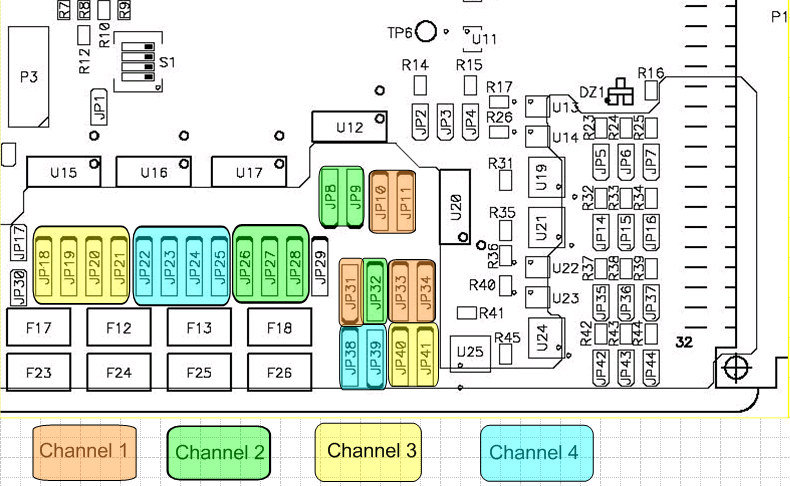 R7 R8 R9
R10
R12
S1
P3
JP1
TP6
U11
P1
R14 R15
R17
R26
JP2 JP3 JP4
U13
U14
DZ1
R16
R23 R24 R25
U12
JP5 JP6 JP7
U15 U16 U17
JP8 JP9 JP10 JP11
U20
R31
U19
R32 R33 R34
R35
U21
JP14 JP15 JP16
R36
JP17
JP18 JP19 JP20 JP21 JP22 JP23 JP24 JP25 JP26 JP27 JP28 JP29
JP30
JP31 JP32 JP33 JP34
R40
U22
R37 R38 R39
U23
JP35 JP36 JP37
R41
F17 F12 F13 F18
R42 R43 R44
32
JP38 JP39 JP40 JP41
U25
R45
U24
F23 F24 F25 F26
JP42 JP43 JP44
Channel 1 Channel 2 Channel 3 Channel 4